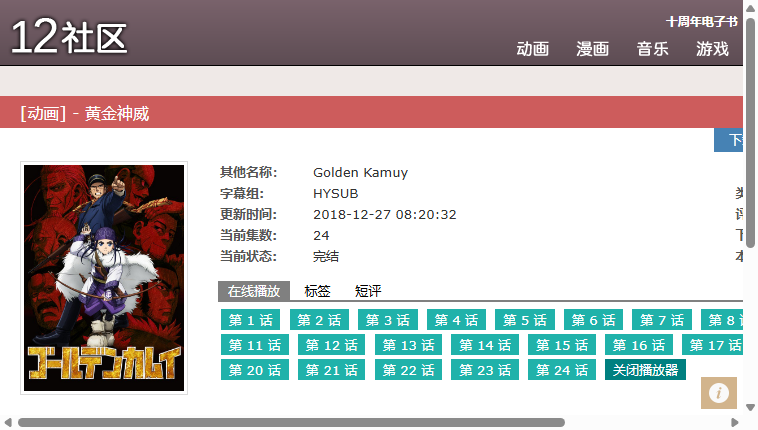 12社区
十周年电子书
动画 漫画 音乐 游戏
[动画] - 黄金神威
其他名称: Golden Kamuy
字幕组: HYSUB
更新时间: 2018-12-27 08:20:32
当前集数: 24
当前状态: 完结
在线播放 标签 短评
第 1 话 第 2 话 第 3 话 第 4 话 第 5 话 第 6 话 第 7 话 第 8
第 11 话 第 12 话 第 13 话 第 14 话 第 15 话 第 16 话 第 17 话
第 20 话 第 21 话 第 22 话 第 23 话 第 24 话 关闭播放器
ゴールデンカムイ